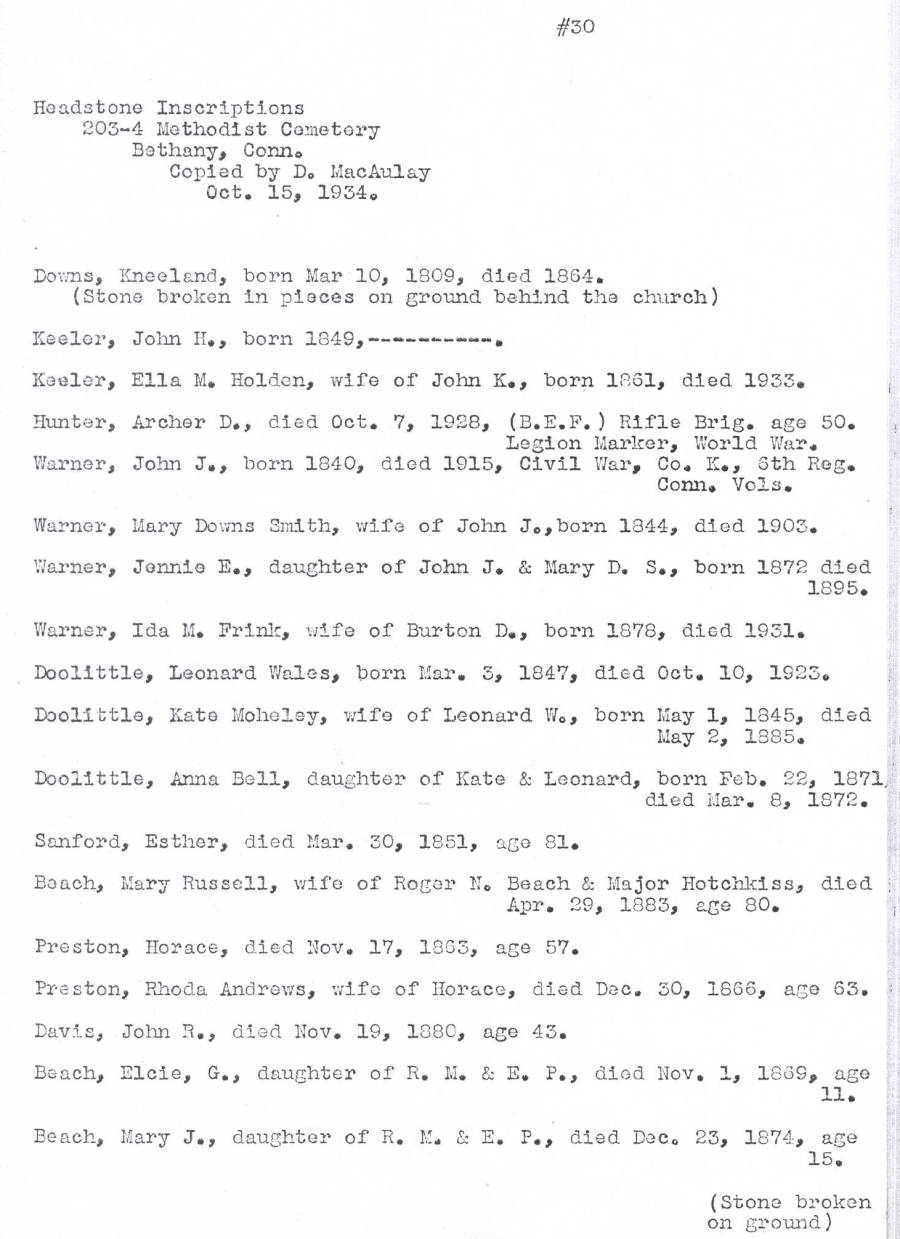 #30
Headstone Inscriptions
203-4 Methodist Cemetery
Bethany, Conn.
Copied by D. MacAulay
Oct. 15, 1934.
Downs, Kneeland, born Mar 10, 1809, died 1864.
(Stone broken in pieces on ground behind the church)
Keeler, John H., born 1849,-----------.
Keeler, Ella M. Holden, wife of John K., born 1861, died 1933.
Hunter, Archer D., died Oct. 7, 1928, (B.E.F.) Rifle Brig. age 50.
Legion Marker, World War.
Warner, John J., born 1840, died 1915, Civil War, Co. K., 6th Reg.
Conn. Vols.
Warner, Mary Downs Smith, wife of John J.,born 1844, died 1903.
Warner, Jennie E., daughter of John J. & Mary D. S., born 1872 died
1895.
Warner, Ida M. Frink, wife of Burton D., born 1878, died 1931.
Doolittle, Leonard Wales, born Mar. 3, 1847, died Oct. 10, 1923.
Doolittle, Kate Moheley, wife of Leonard W., born May 1, 1845, died
May 2, 1885.
Doolittle, Anna Bell, daughter of Kate & Leonard, born Feb. 22, 1871,
died Mar. 8, 1872.
Sanford, Esther, died Mar. 30, 1851, age 81.
Beach, Mary Russell, wife of Roger N. Beach & Major Hotchkiss, died
Apr. 29, 1883, age 80.
Preston, Horace, died Nov. 17, 1863, age 57.
Preston, Rhoda Andrews, wife of Horace, died Dec. 30, 1866, age 63.
Davis, John R., died Nov. 19, 1880, age 43.
Beach, Elcie, G., daughter of R. M. & E. P., died Nov. 1, 1869, age
11.
Beach, Mary J., daughter of R. M. & E. P., died Dec. 23, 1874, age
15.
(Stone broken
on ground)